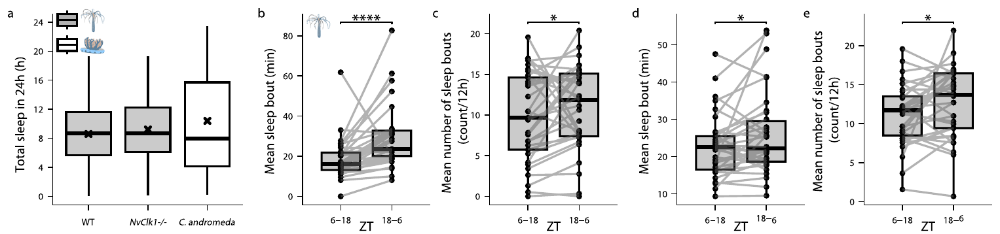 a
Total sleep in 24h (h)
24
20
16
12
8
4
0
WT
NvClk1-/-
C. andromeda
b
Mean sleep bout (min)
80
60
40
20
0
****
6–18
18–6
ZT
c
Mean number of sleep bouts
(count/12h)
20
15
10
5
0
*
6–18
18–6
ZT
d
Mean sleep bout (min)
50
40
30
20
10
*
6–18
18–6
ZT
e
Mean number of sleep bouts
(count/12h)
20
15
10
5
0
*
6–18
18–6
ZT